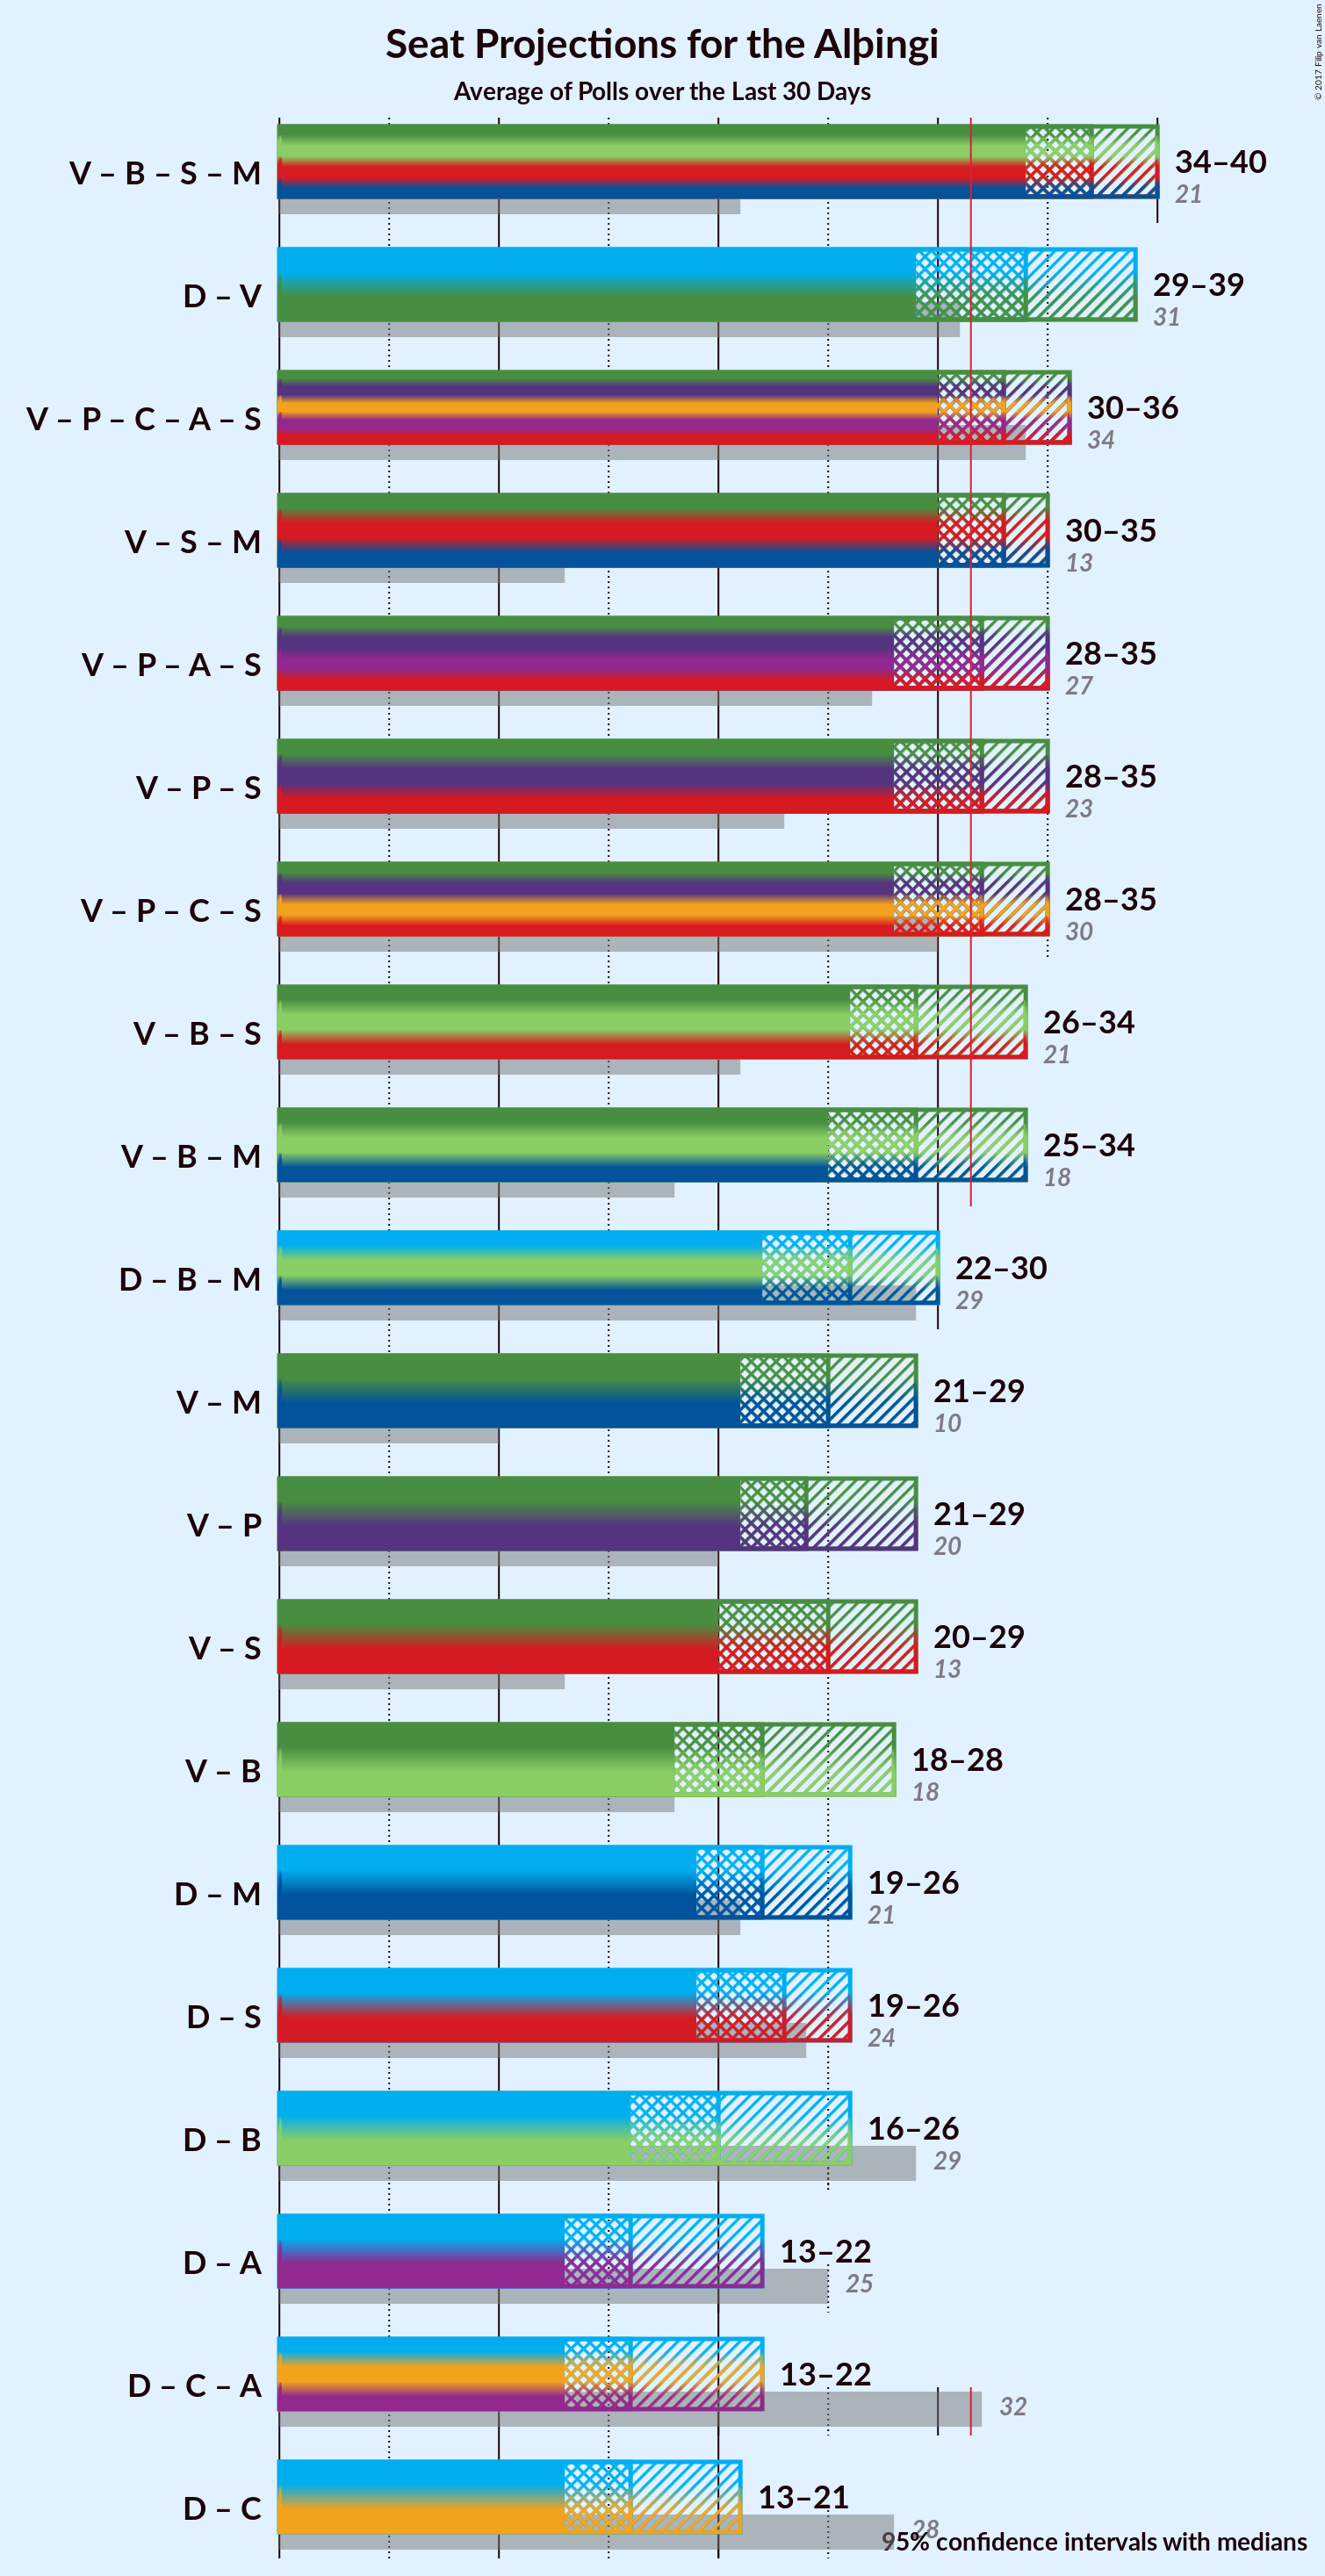 © 2017 Filip van Laenen
Seat Projections for the Alþingi
Average of Polls over the Last 30 Days
V – B – S – M
34–40
21
D – V
29–39
31
V – P – C – A – S
30–36
34
V – S – M
30–35
13
V – P – A – S
28–35
27
V – P – S
28–35
23
V – P – C – S
28–35
30
V – B – S
26–34
21
V – B – M
25–34
18
D – B – M
22–30
29
V – M
21–29
10
V – P
21–29
20
V – S
20–29
13
V – B
18–28
18
D – M
19–26
21
D – S
19–26
24
D – B
16–26
29
D – A
13–22
25
D – C – A
13–22
32
D – C
13–21
28
95% confidence intervals with medians